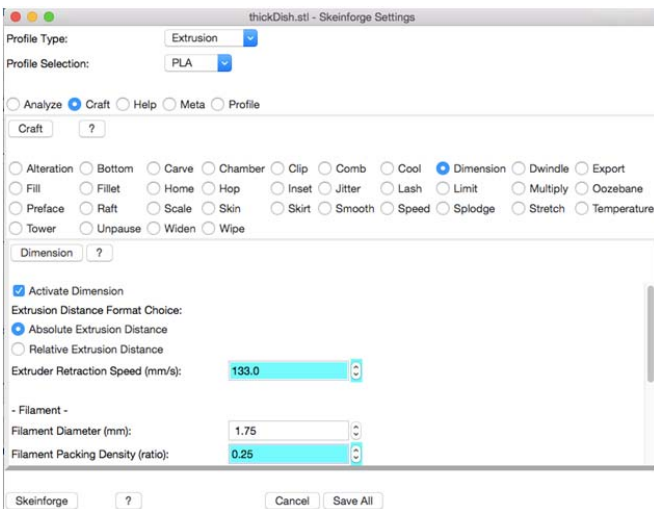 thickDish.stl - Skeinforge Settings
Profile Type: Extrusion
Profile Selection: PLA
Analyze Craft Help Meta Profile
Craft ?
Alteration Bottom Carve Chamber Clip Comb Cool Dimension Dwindle Export
Fill Fillet Home Hop Inset Jitter Lash Limit Multiply Oozebane
Preface Raft Scale Skin Skirt Smooth Speed Splodge Stretch Temperature
Tower Unpause Widen Wipe
Dimension ?
Activate Dimension
Extrusion Distance Format Choice:
Absolute Extrusion Distance
Relative Extrusion Distance
Extruder Retraction Speed (mm/s): 133.0
- Filament -
Filament Diameter (mm): 1.75
Filament Packing Density (ratio): 0.25
Skeinforge ? Cancel Save All